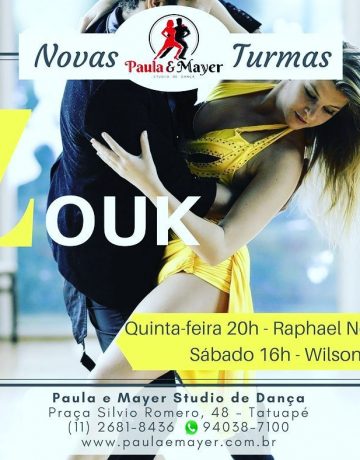 Novas Turmas
Paula & Mayer
STUDIO DE DANÇA
ZOUK
Quinta-feira 20h - Raphael
Sábado 16h - Wilson
Paula e Mayer Studio de Dança
Praça Silvio Romero, 48 - Tatuapé
(11) 2681-8436 94038-7100
www.paulaemayer.com.br